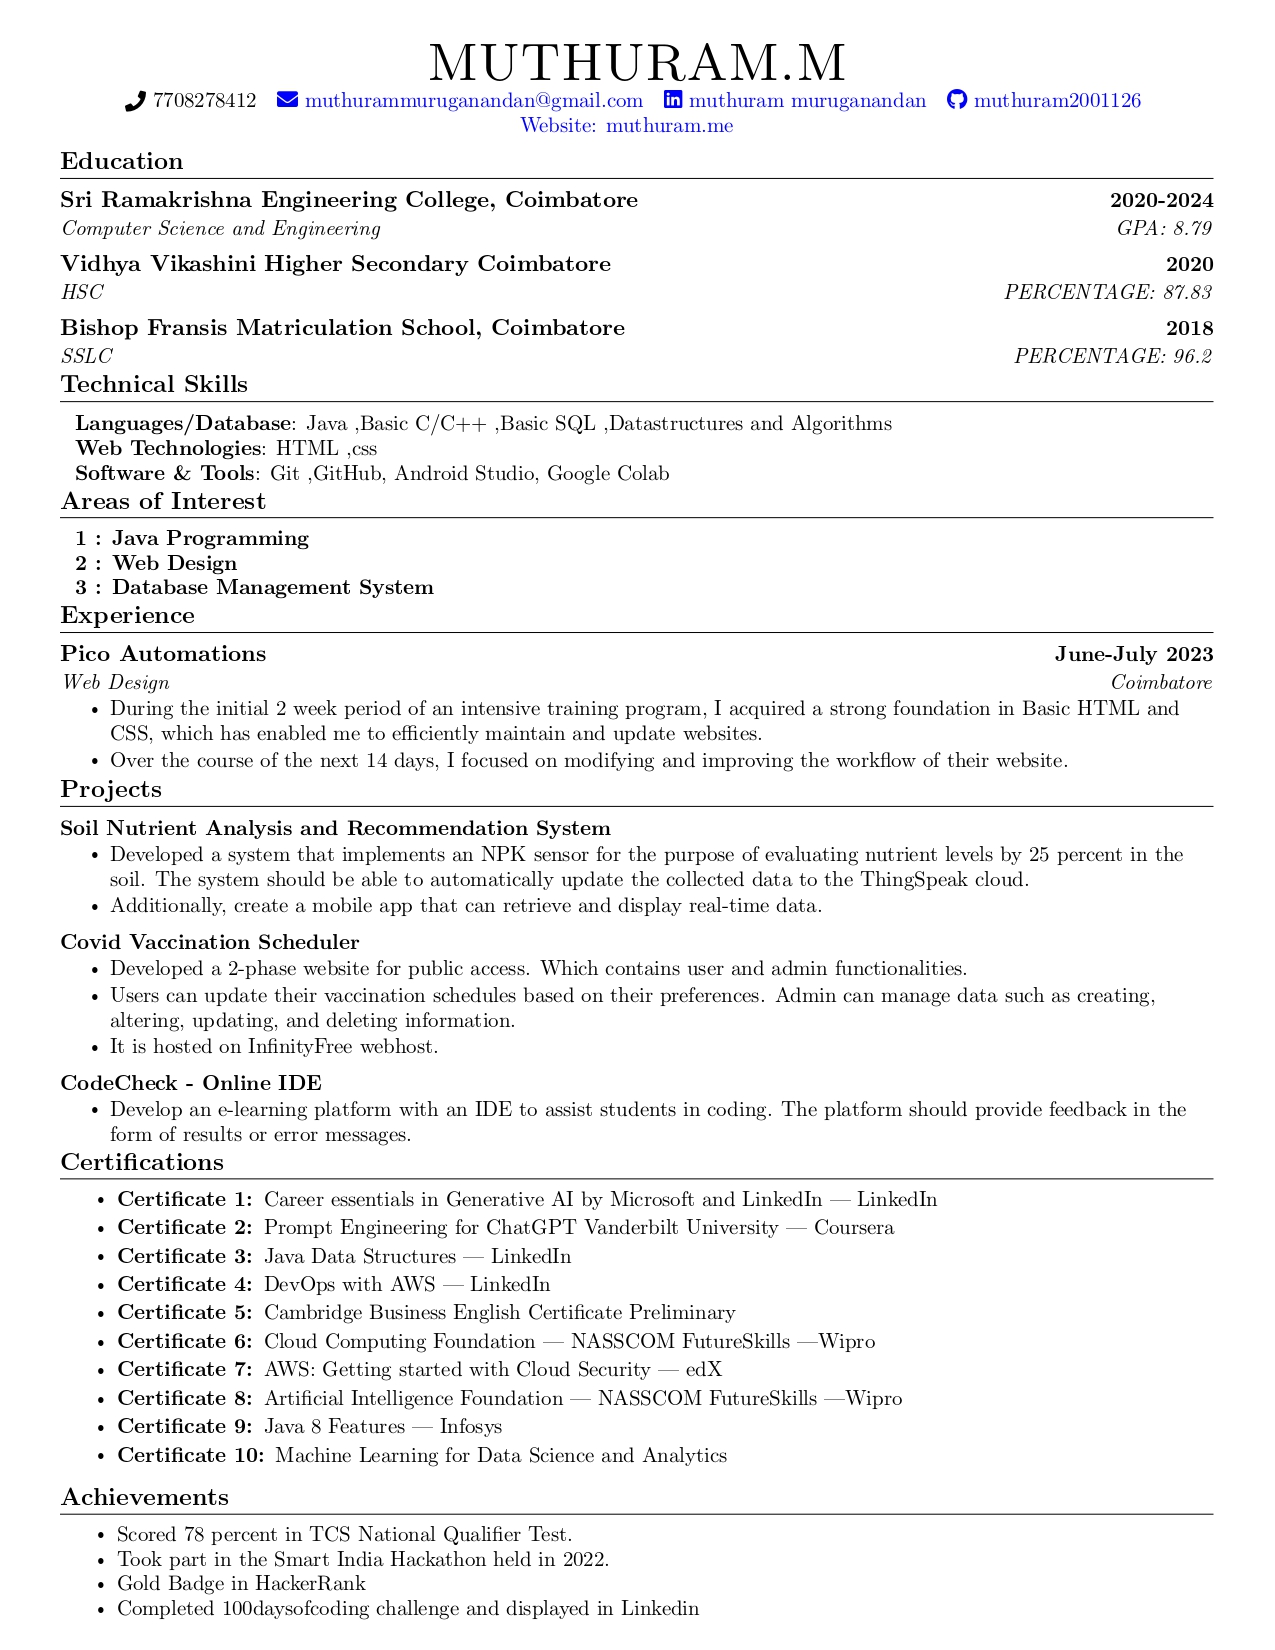 MUTHURAM.M
7708278412 muthurammuruganandan@gmail.com muthuram muruganandan muthuram2001126
Website: muthuram.me
Education
Sri Ramakrishna Engineering College, Coimbatore 2020-2024
Computer Science and Engineering GPA: 8.79
Vidhya Vikashini Higher Secondary Coimbatore 2020
HSC PERCENTAGE: 87.83
Bishop Fransis Matriculation School, Coimbatore 2018
SSLC PERCENTAGE: 96.2
Technical Skills
Languages/Database: Java ,Basic C/C++ ,Basic SQL ,Datastructures and Algorithms
Web Technologies: HTML ,css
Software & Tools: Git ,GitHub, Android Studio, Google Colab
Areas of Interest
1 : Java Programming
2 : Web Design
3 : Database Management System
Experience
Pico Automations June-July 2023
Web Design Coimbatore
• During the initial 2 week period of an intensive training program, I acquired a strong foundation in Basic HTML and
CSS, which has enabled me to efficiently maintain and update websites.
• Over the course of the next 14 days, I focused on modifying and improving the workflow of their website.
Projects
Soil Nutrient Analysis and Recommendation System
• Developed a system that implements an NPK sensor for the purpose of evaluating nutrient levels by 25 percent in the
soil. The system should be able to automatically update the collected data to the ThingSpeak cloud.
• Additionally, create a mobile app that can retrieve and display real-time data.
Covid Vaccination Scheduler
• Developed a 2-phase website for public access. Which contains user and admin functionalities.
• Users can update their vaccination schedules based on their preferences. Admin can manage data such as creating,
altering, updating, and deleting information.
• It is hosted on InfinityFree webhost.
CodeCheck - Online IDE
• Develop an e-learning platform with an IDE to assist students in coding. The platform should provide feedback in the
form of results or error messages.
Certifications
• Certificate 1: Career essentials in Generative AI by Microsoft and LinkedIn — LinkedIn
• Certificate 2: Prompt Engineering for ChatGPT Vanderbilt University — Coursera
• Certificate 3: Java Data Structures — LinkedIn
• Certificate 4: DevOps with AWS — LinkedIn
• Certificate 5: Cambridge Business English Certificate Preliminary
• Certificate 6: Cloud Computing Foundation — NASSCOM FutureSkills —Wipro
• Certificate 7: AWS: Getting started with Cloud Security — edX
• Certificate 8: Artificial Intelligence Foundation — NASSCOM FutureSkills —Wipro
• Certificate 9: Java 8 Features — Infosys
• Certificate 10: Machine Learning for Data Science and Analytics
Achievements
• Scored 78 percent in TCS National Qualifier Test.
• Took part in the Smart India Hackathon held in 2022.
• Gold Badge in HackerRank
• Completed 100daysofcoding challenge and displayed in Linkedin